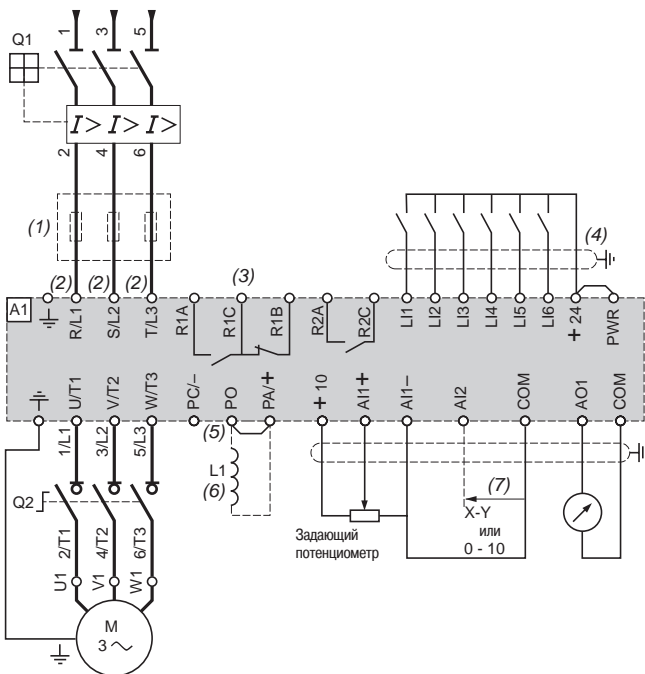 1 3 5
Q1
I> I> I>
2 4 6
(1)
(2) (2) (2) (3) (4)
A1
R/L1 S/L2 T/L3 R1A R1C R1B R2A R2C LI1 LI2 LI3 LI4 LI5 LI6 + 24 PWR
U/T1 V/T2 W/T3 PC/– PO PA/+ + 10 AI1+ AI1– AI2 COM AO1 COM
1/L1 3/L2 5/L3
(5)
L1
(6)
(7)
Q2
X-Y
или
0 - 10
Задающий
потенциометр
2/T1 4/T2 6/T3
U1 V1 W1
M
3 ~